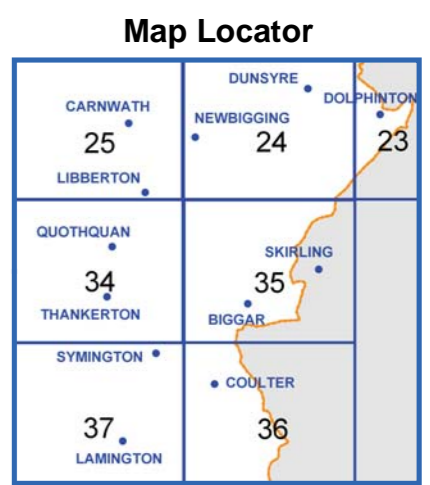 Map Locator
DUNSYRE
DOLPHINTON
CARNWATH
NEWBIGGING
25
24
23
LIBBERTON
QUOTHQUAN
SKIRLING
34
35
THANKERTON
BIGGAR
SYMINGTON
COULTER
37
36
LAMINGTON